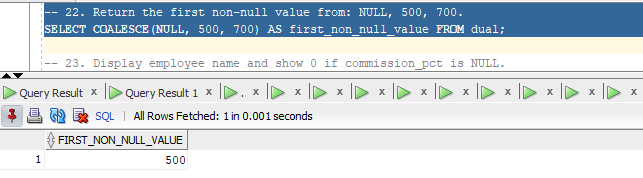 -- 22. Return the first non-null value from: NULL, 500, 700.
SELECT COALESCE(NULL, 500, 700) AS first_non_null_value FROM dual;
-- 23. Display employee name and show 0 if commission_pct is NULL.
Query Result x Query Result 1 x .. x x x x x x x x x x
SQL | All Rows Fetched: 1 in 0.001 seconds
FIRST_NON_NULL_VALUE
1 500